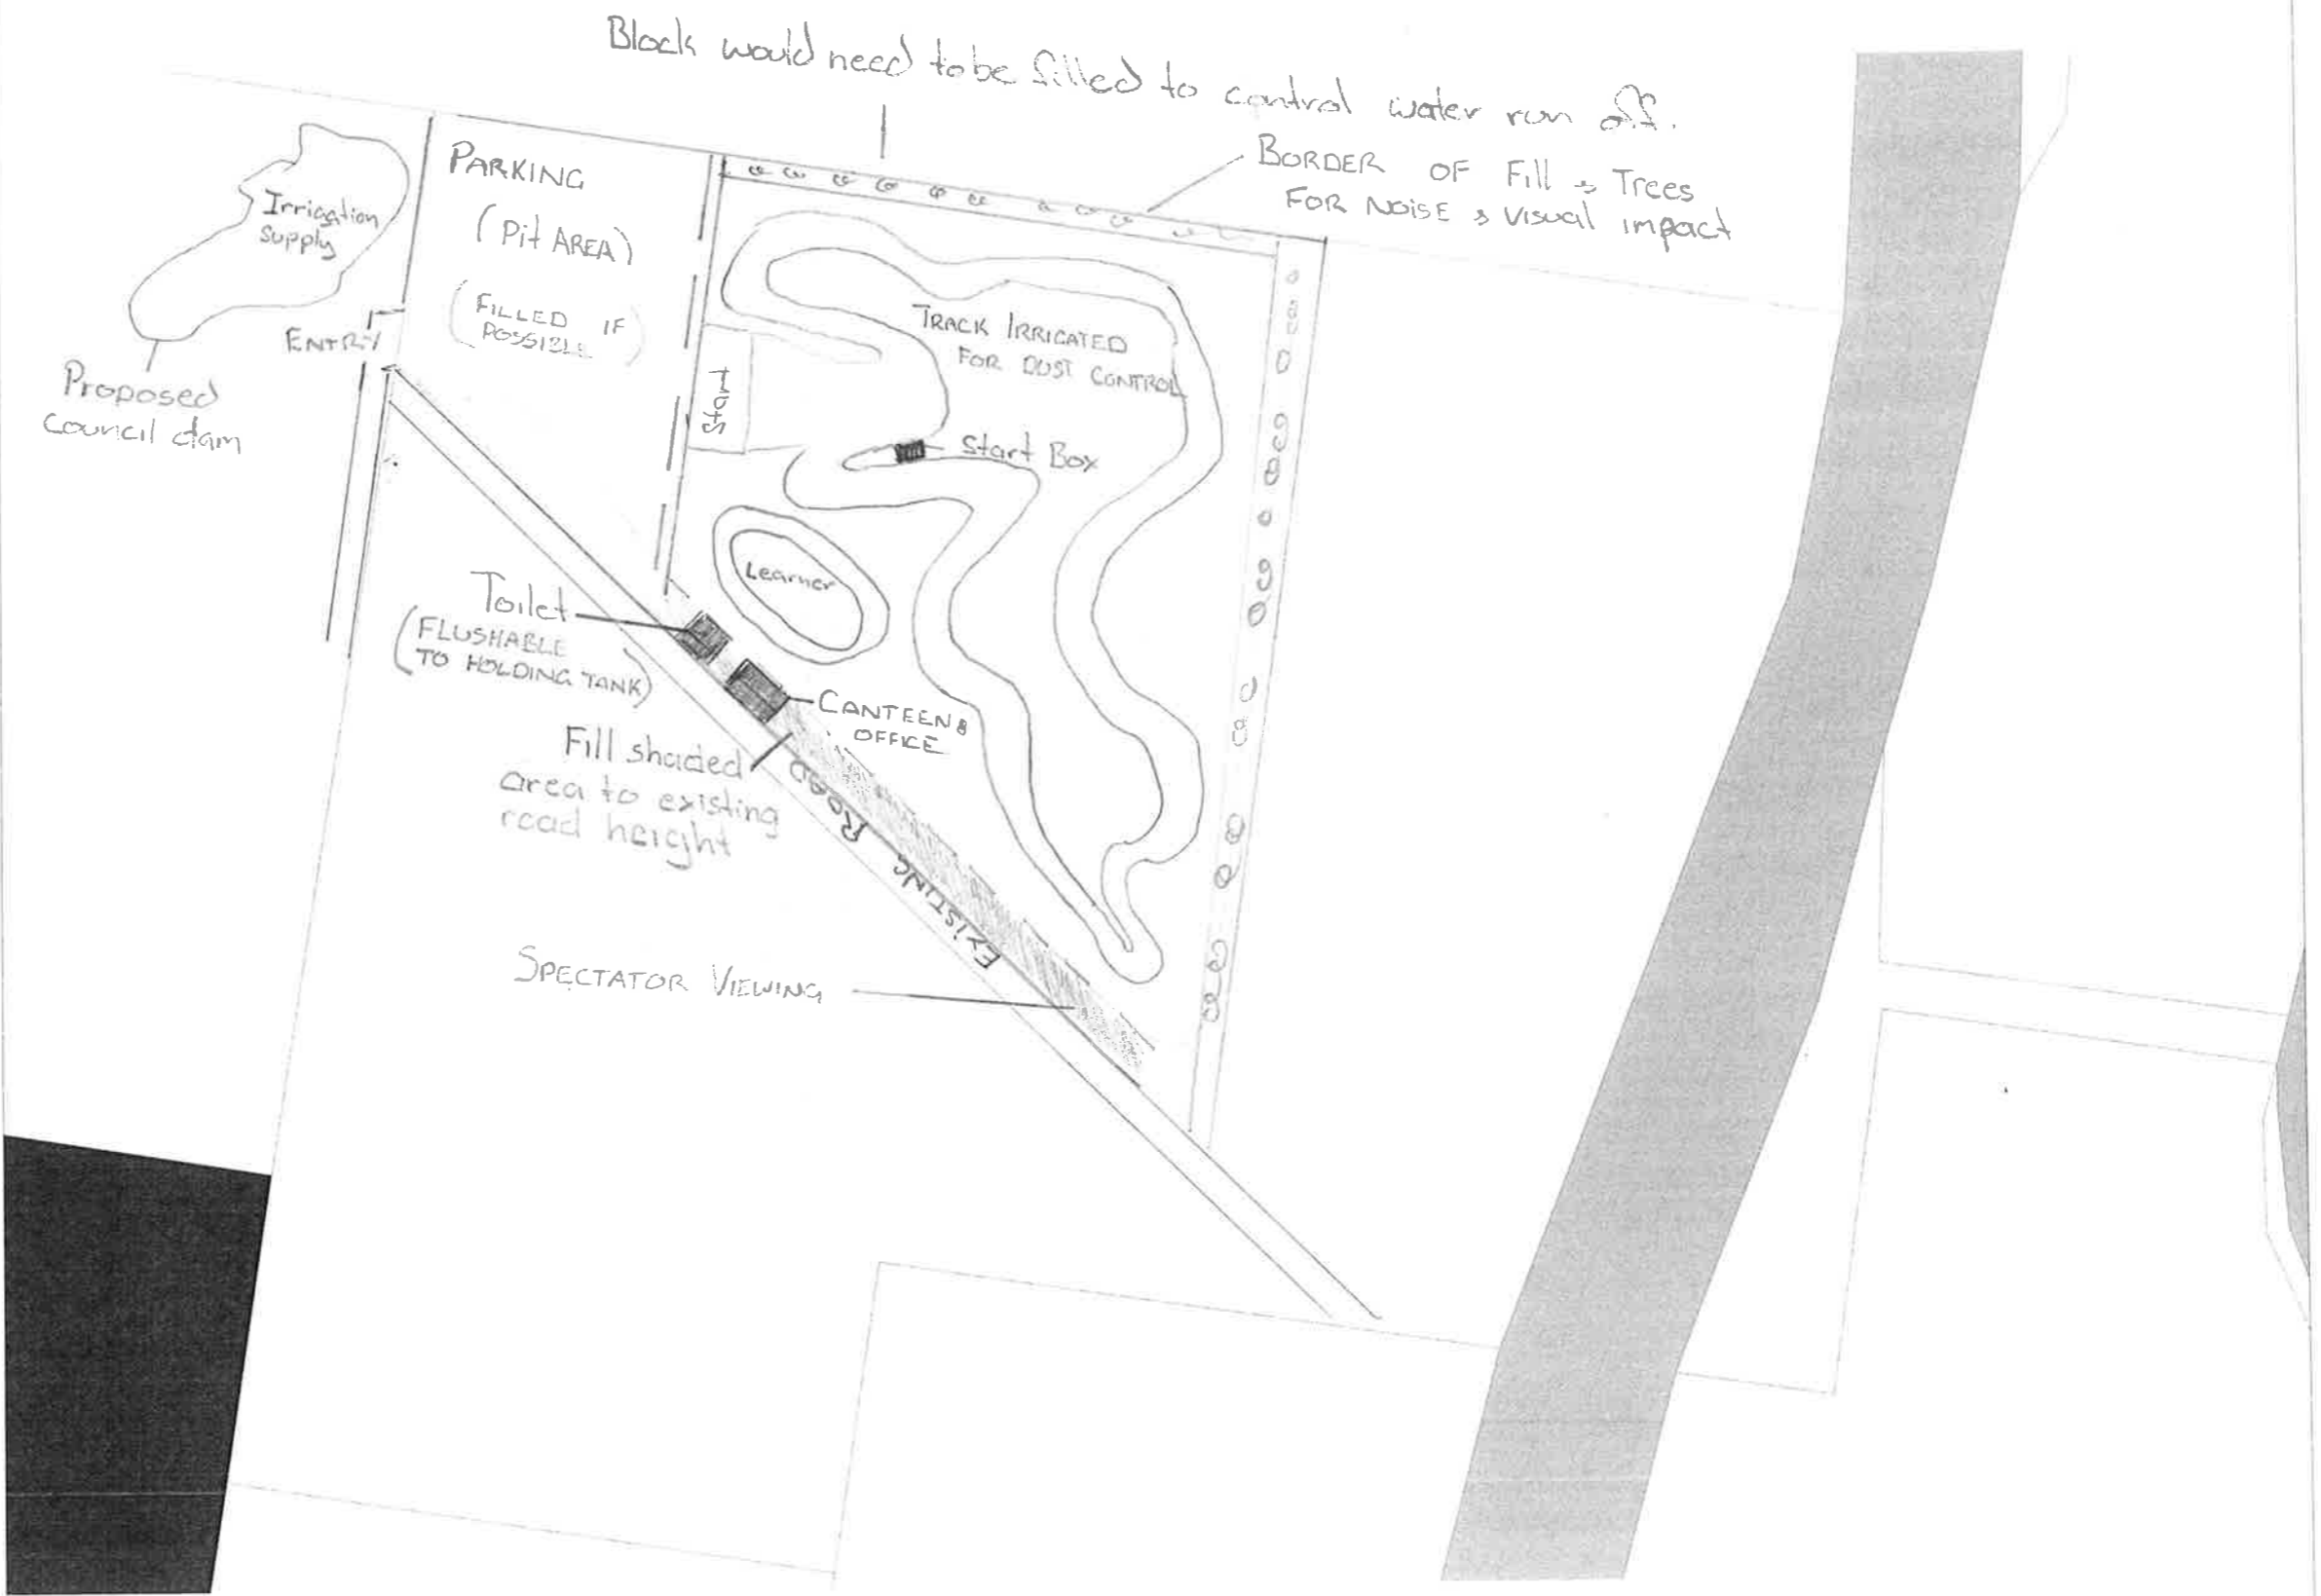 Block would need to be filled to control water run off.
BORDER OF Fill & Trees
FOR NOISE & Visual impact
PARKING
(Pit AREA)
(FILLED IF
POSSIBLE)
Irrigation
Supply
ENTRY
Proposed
Council dam
TRACK IRRIGATED
FOR DUST CONTROL
Start
Start Box
Learner
Toilet
(FLUSHABLE
TO HOLDING TANK)
CANTEEN &
OFFICE
Fill shaded
area to existing
road height
EXISTING ROAD
SPECTATOR VIEWING